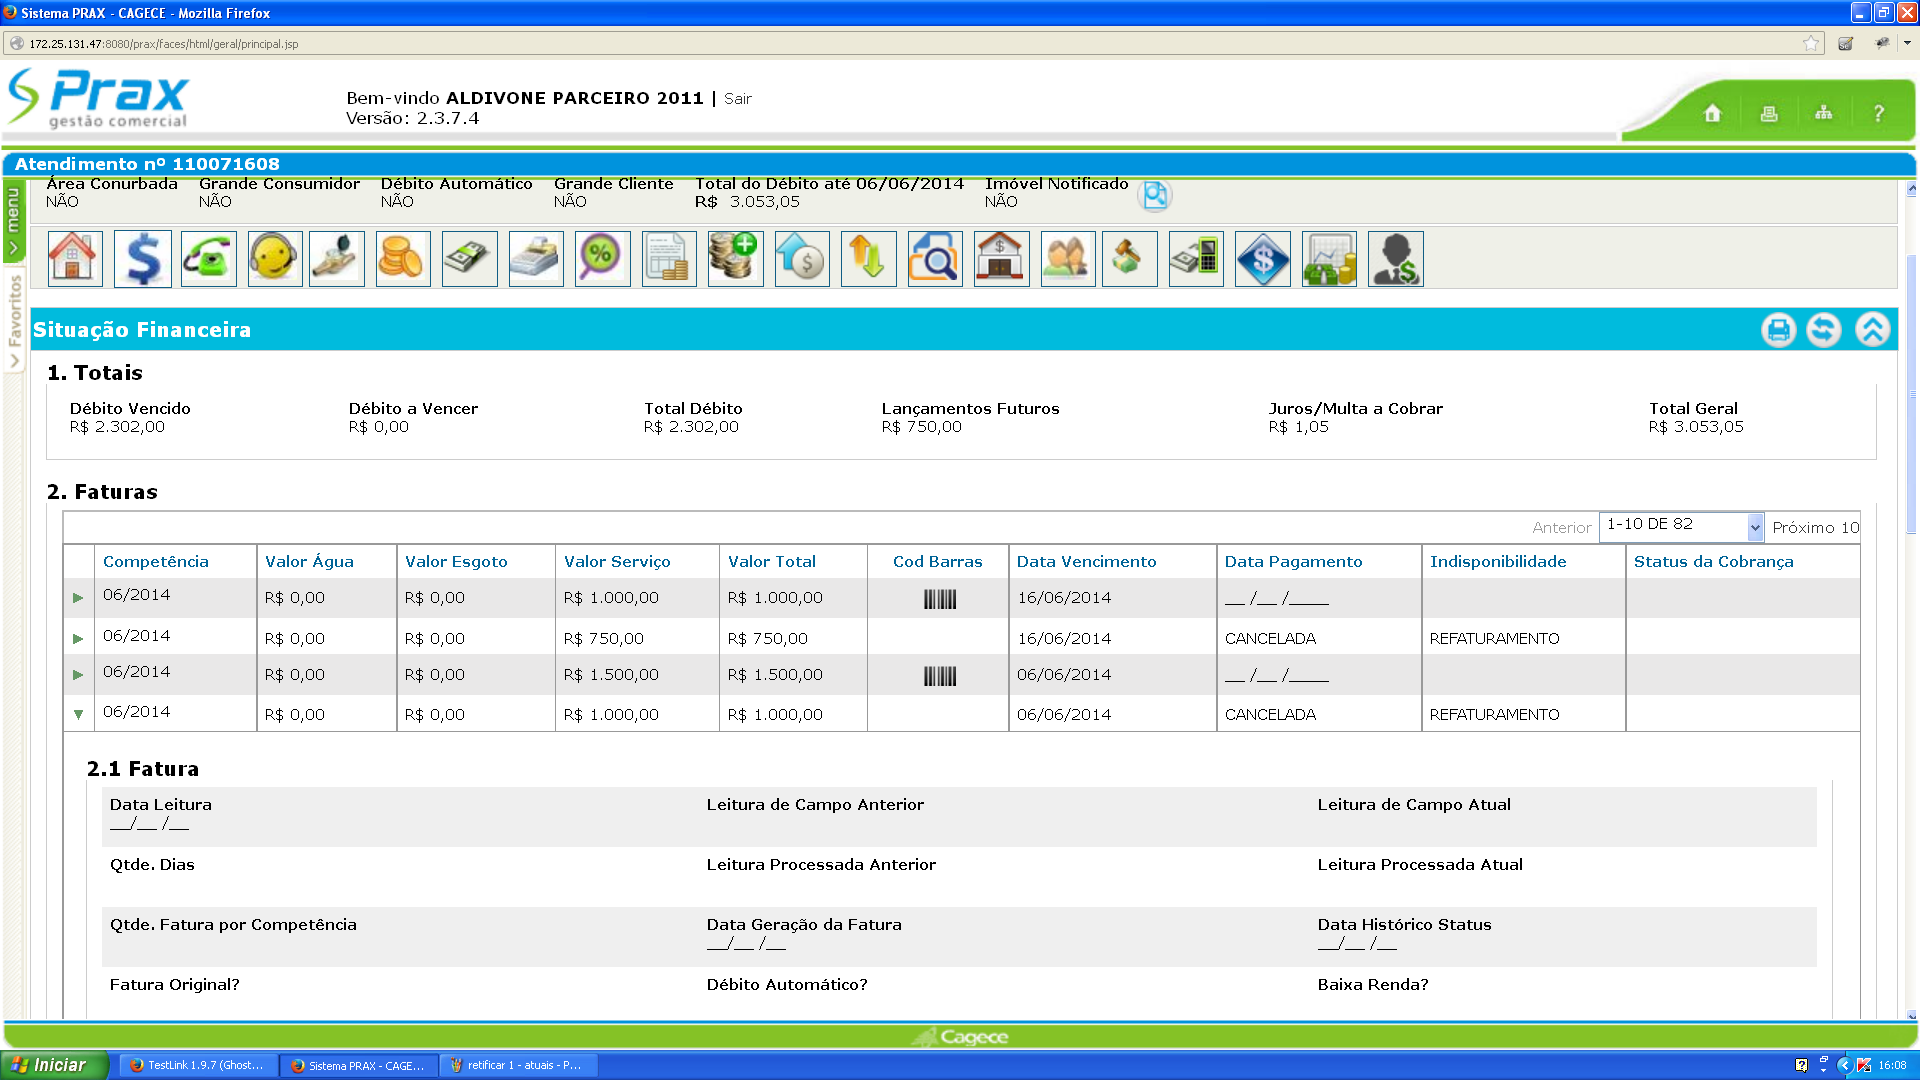 Sistema PRAX - CAGECE - Mozilla Firefox
172.25.131.47:8080/prax/faces/html/geral/principal.jsp
Prax
gestão comercial
Bem-vindo ALDIVONE PARCEIRO 2011 | Sair
Versão: 2.3.7.4
Atendimento nº 110071608
menu
Favoritos
Área Conurbada Grande Consumidor Débito Automático Grande Cliente Total do Débito até 06/06/2014 Imóvel Notificado
NÃO NÃO NÃO NÃO R$ 3.053,05 NÃO
Situação Financeira
1. Totais
Débito Vencido Débito a Vencer Total Débito Lançamentos Futuros Juros/Multa a Cobrar Total Geral
R$ 2.302,00 R$ 0,00 R$ 2.302,00 R$ 750,00 R$ 1,05 R$ 3.053,05
2. Faturas
Anterior 1-10 DE 82 Próximo 10
Competência Valor Água Valor Esgoto Valor Serviço Valor Total Cod Barras Data Vencimento Data Pagamento Indisponibilidade Status da Cobrança
06/2014 R$ 0,00 R$ 0,00 R$ 1.000,00 R$ 1.000,00 16/06/2014 __ /__ /____
06/2014 R$ 0,00 R$ 0,00 R$ 750,00 R$ 750,00 16/06/2014 CANCELADA REFATURAMENTO
06/2014 R$ 0,00 R$ 0,00 R$ 1.500,00 R$ 1.500,00 06/06/2014 __ /__ /____
06/2014 R$ 0,00 R$ 0,00 R$ 1.000,00 R$ 1.000,00 06/06/2014 CANCELADA REFATURAMENTO
2.1 Fatura
Data Leitura Leitura de Campo Anterior Leitura de Campo Atual
__/__ /__
Qtde. Dias Leitura Processada Anterior Leitura Processada Atual
Qtde. Fatura por Competência Data Geração da Fatura Data Histórico Status
__/__ /__ __/__ /__
Fatura Original? Débito Automático? Baixa Renda?
Cagece
Iniciar TestLink 1.9.7 (Ghost... Sistema PRAX - CAGE... retificar 1 - atuais - P... 16:08